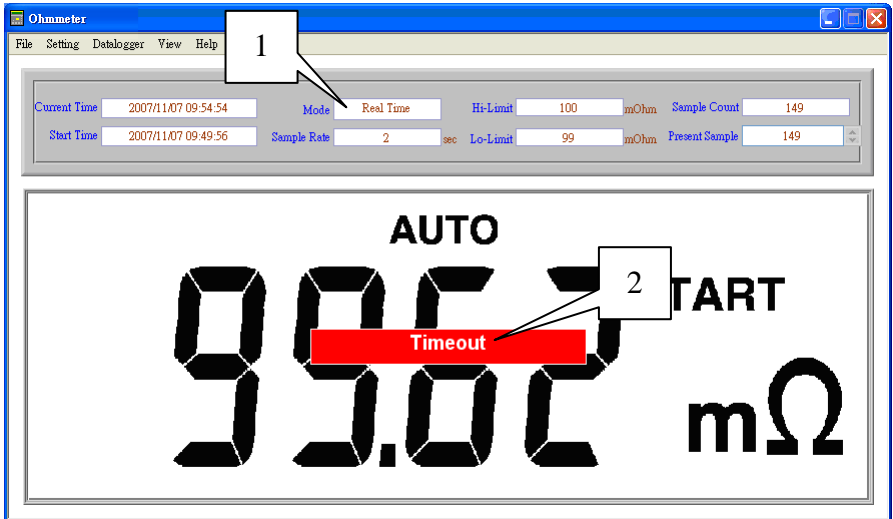 Ohmmeter
File Setting Datalogger View Help
1
Current Time 2007/11/07 09:54:54 Mode Real Time Hi-Limit 100 mOhm Sample Count 149
Start Time 2007/11/07 09:49:56 Sample Rate 2 sec Lo-Limit 99 mOhm Present Sample 149
AUTO
2
TART
99.62
Timeout
mΩ